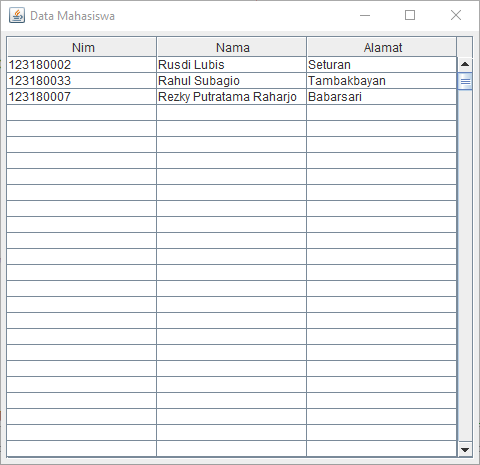 Data Mahasiswa
Nim Nama Alamat
123180002 Rusdi Lubis Seturan
123180033 Rahul Subagio Tambakbayan
123180007 Rezky Putratama Raharjo Babarsari